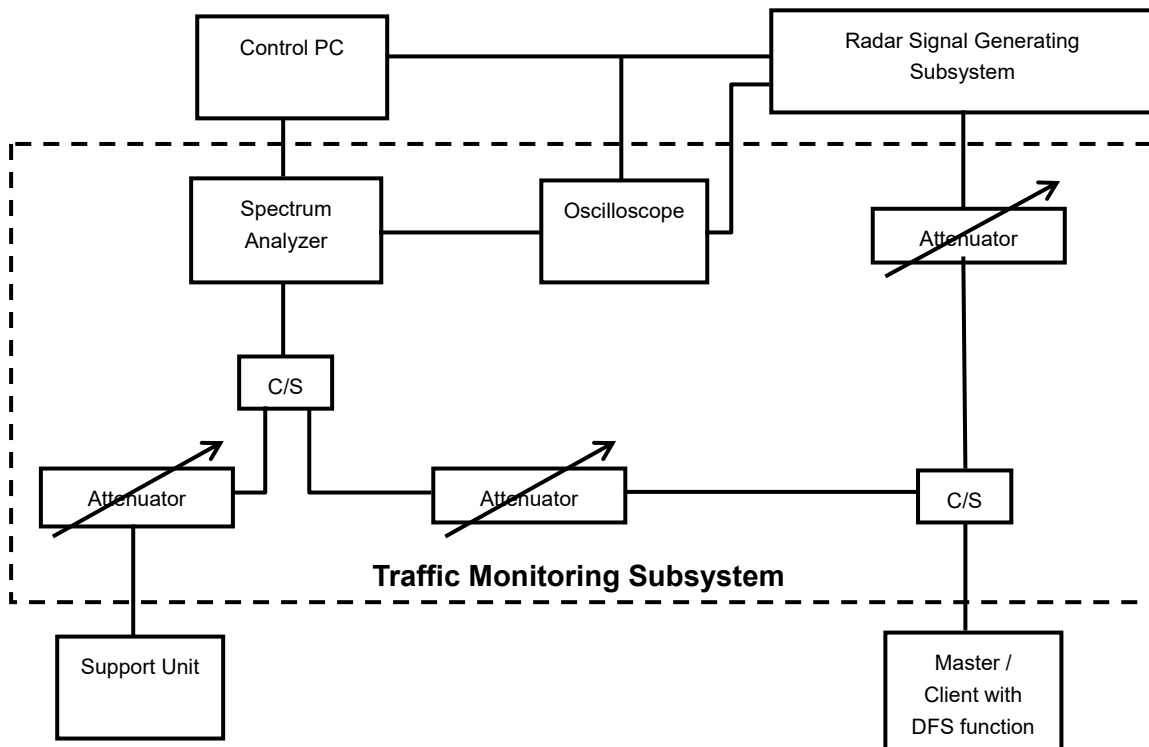 Control PC
Radar Signal Generating
Subsystem
Spectrum
Analyzer
Oscilloscope
Attenuator
C/S
Attenuator
Attenuator
C/S
Traffic Monitoring Subsystem
Support Unit
Master /
Client with
DFS function